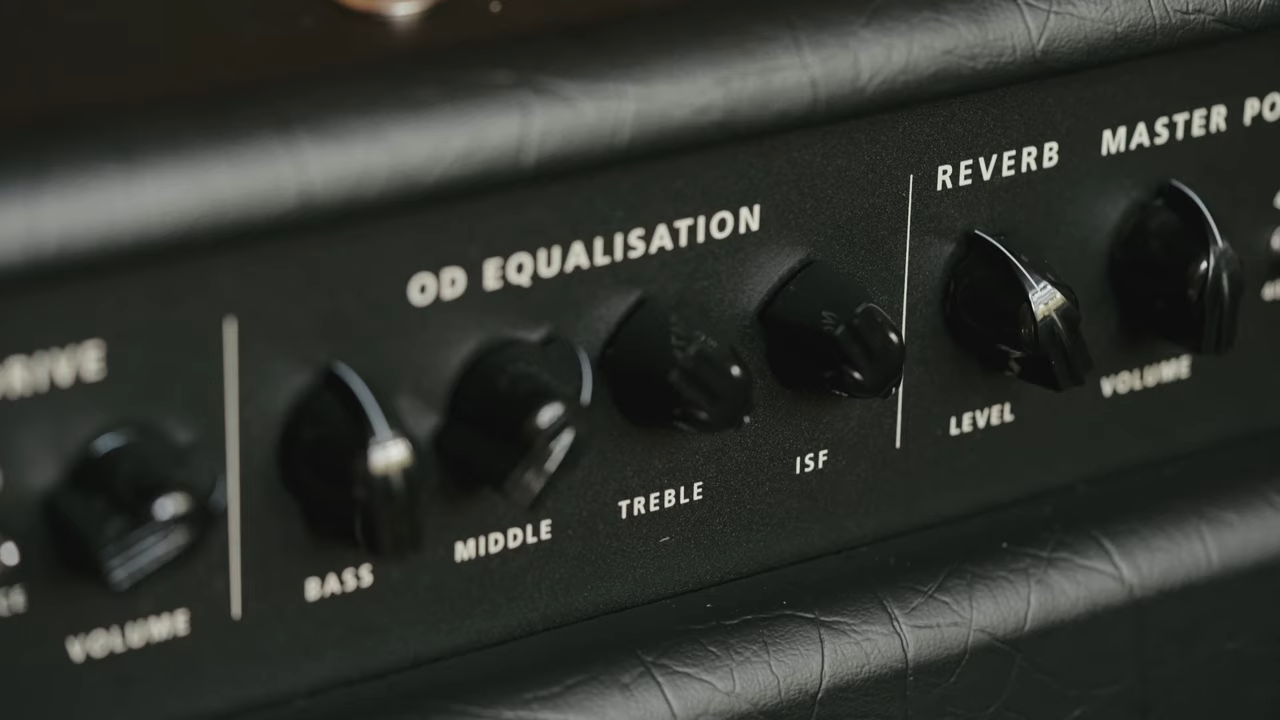 OD EQUALISATION
REVERB
MASTER
VOLUME
BASS
MIDDLE
TREBLE
ISF
LEVEL
VOLUME